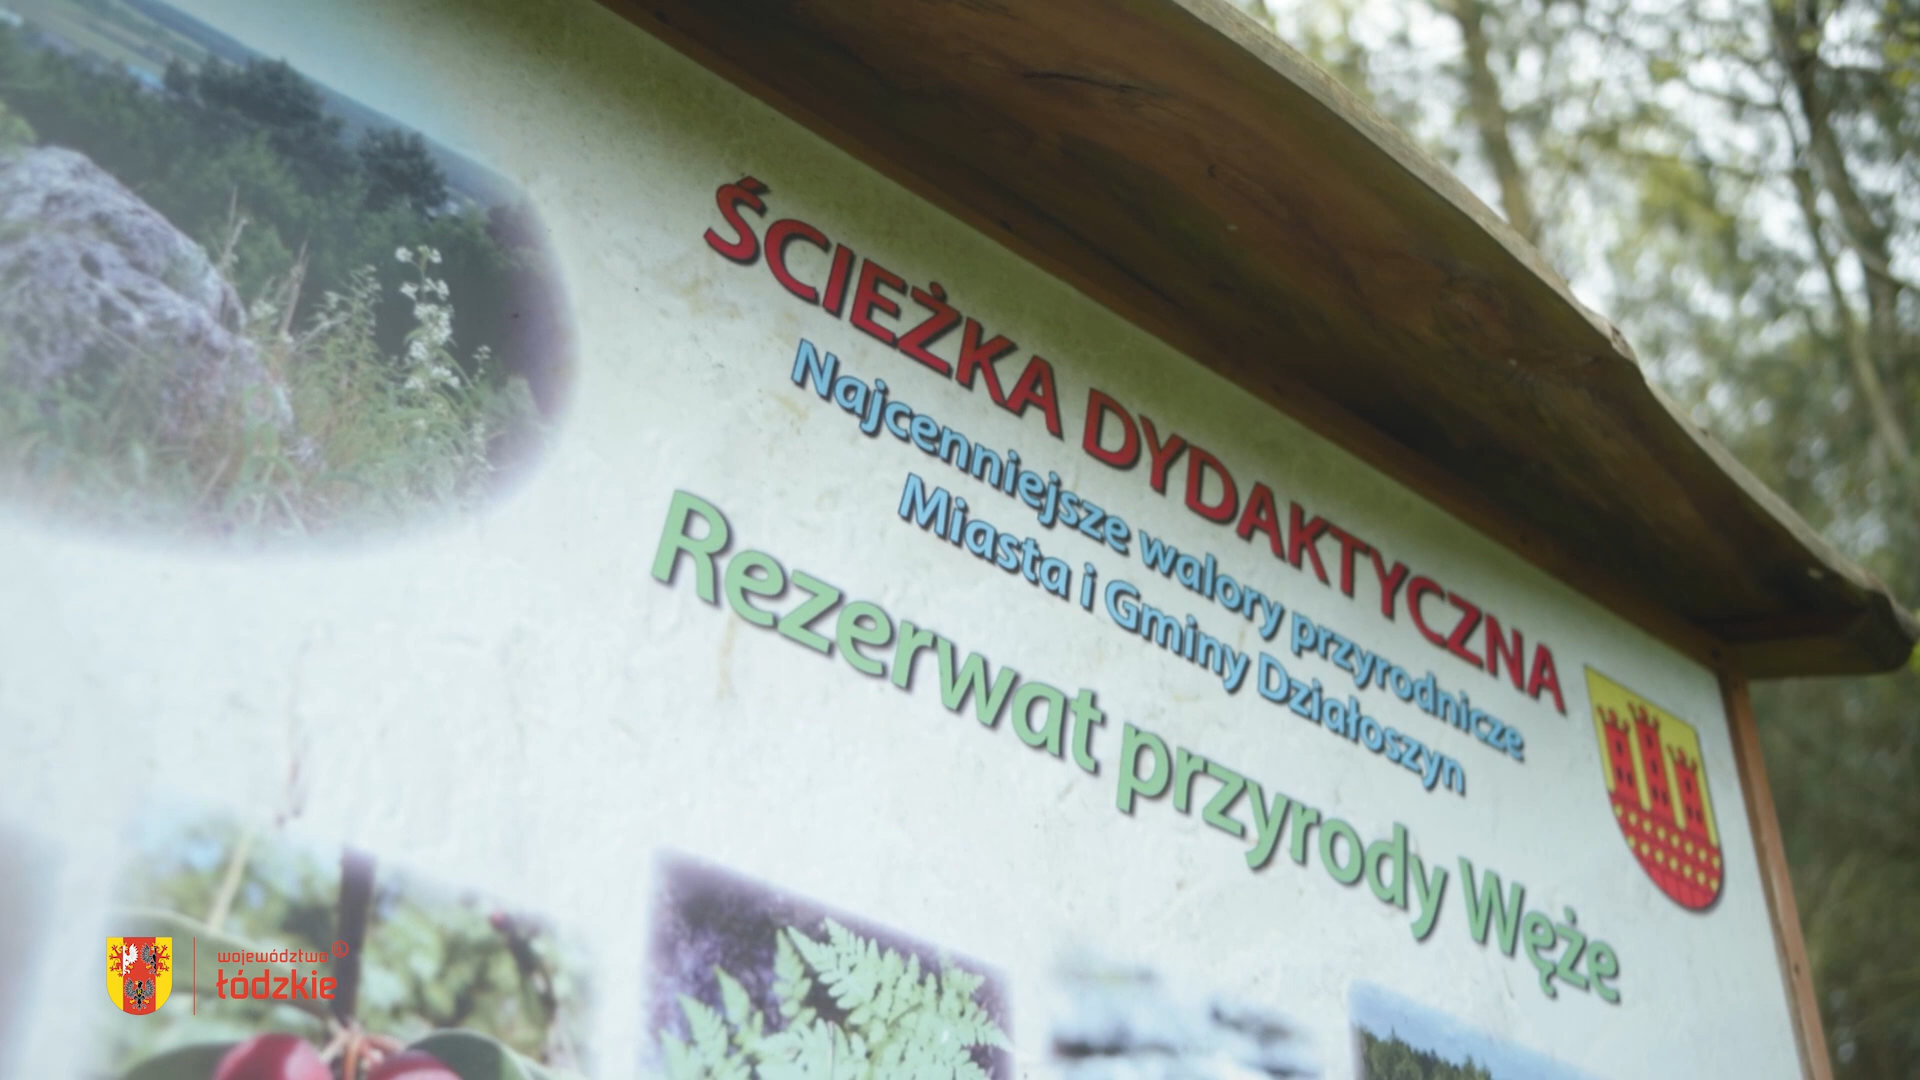 ŚCIEŻKA DYDAKTYCZNA
Najcenniejsze walory przyrodnicze
Miasta i Gminy Działoszyn
Rezerwat przyrody Węże
województwo
łódzkie